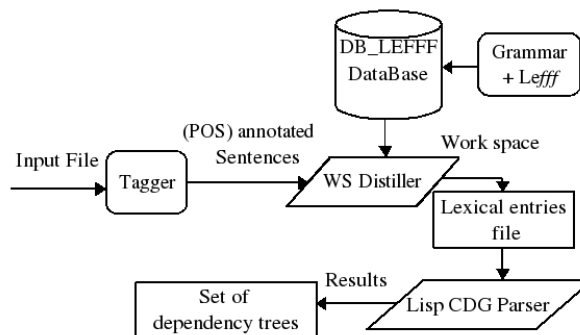 DB_LEFFF
DataBase
Grammar
+ Lefff
(POS) annotated
Sentences
Work space
Input File
Tagger
WS Distiller
Lexical entries
file
Results
Set of
dependency trees
Lisp CDG Parser